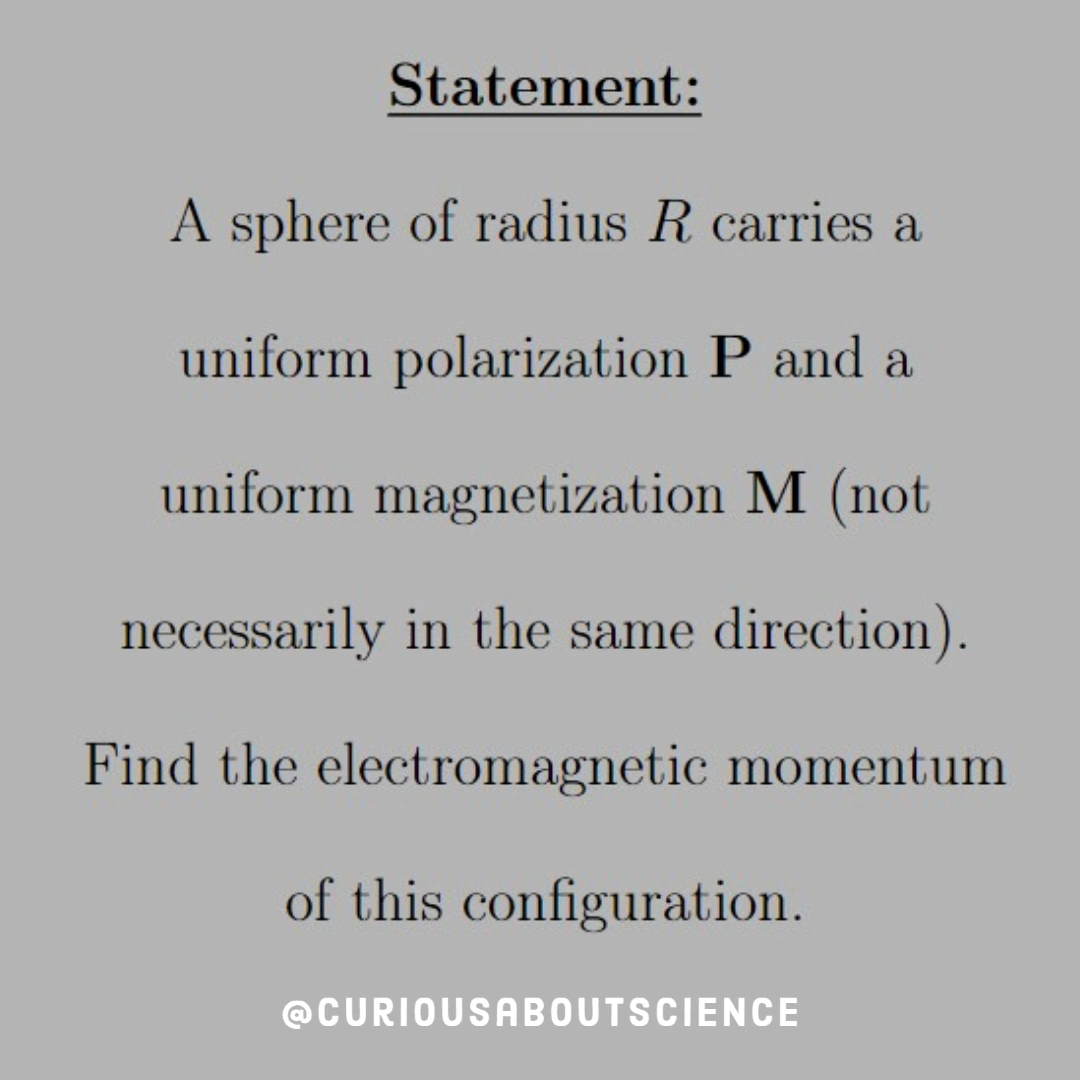 Statement:
A sphere of radius R carries a
uniform polarization P and a
uniform magnetization M (not
necessarily in the same direction).
Find the electromagnetic momentum
of this configuration.
@CURIOUSABOUTSCIENCE